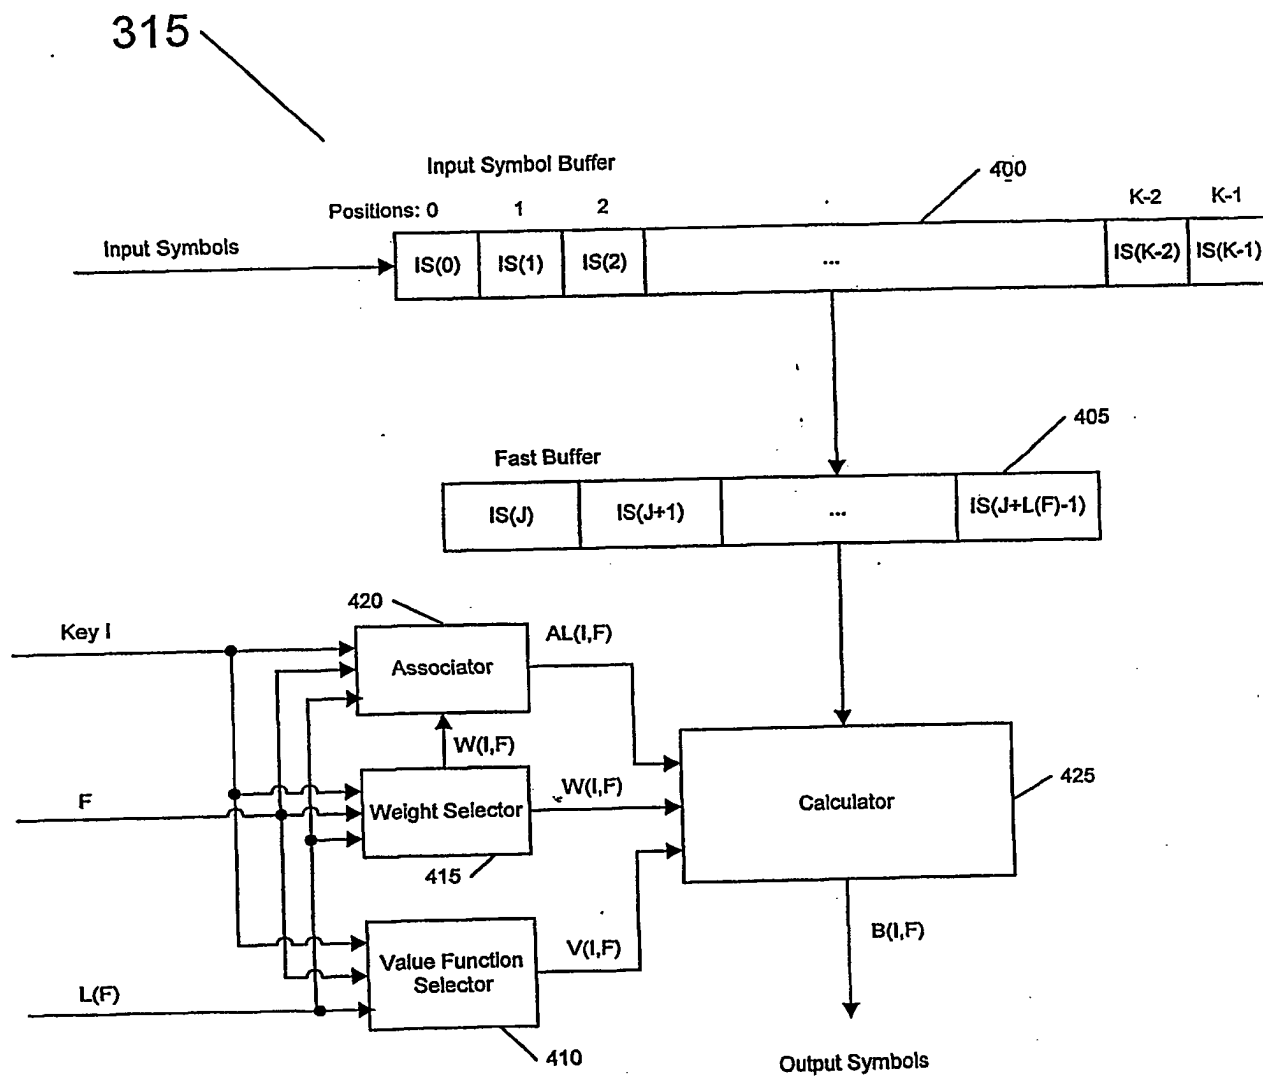 315
Input Symbol Buffer
400
Positions: 0 1 2 K-2 K-1
Input Symbols
IS(0) IS(1) IS(2) ... IS(K-2) IS(K-1)
405
Fast Buffer
IS(J) IS(J+1) ... IS(J+L(F)-1)
420
Key I
AL(I,F)
Associator
W(I,F)
F
W(I,F)
Weight Selector
Calculator
425
415
B(I,F)
V(I,F)
Value Function
Selector
L(F)
410
Output Symbols